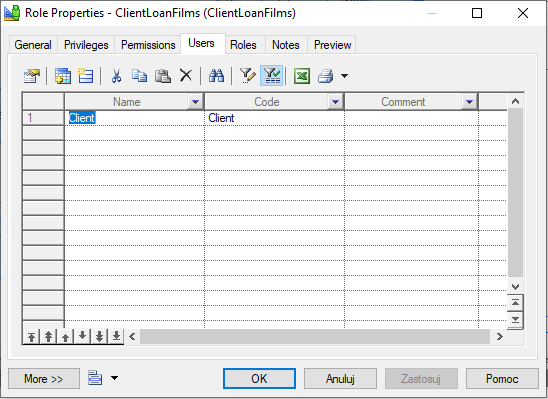 Role Properties - ClientLoanFilms (ClientLoanFilms)
General Privileges Permissions Users Roles Notes Preview
Name Code Comment
1 Client Client
More >> OK Anuluj Zastosuj Pomoc